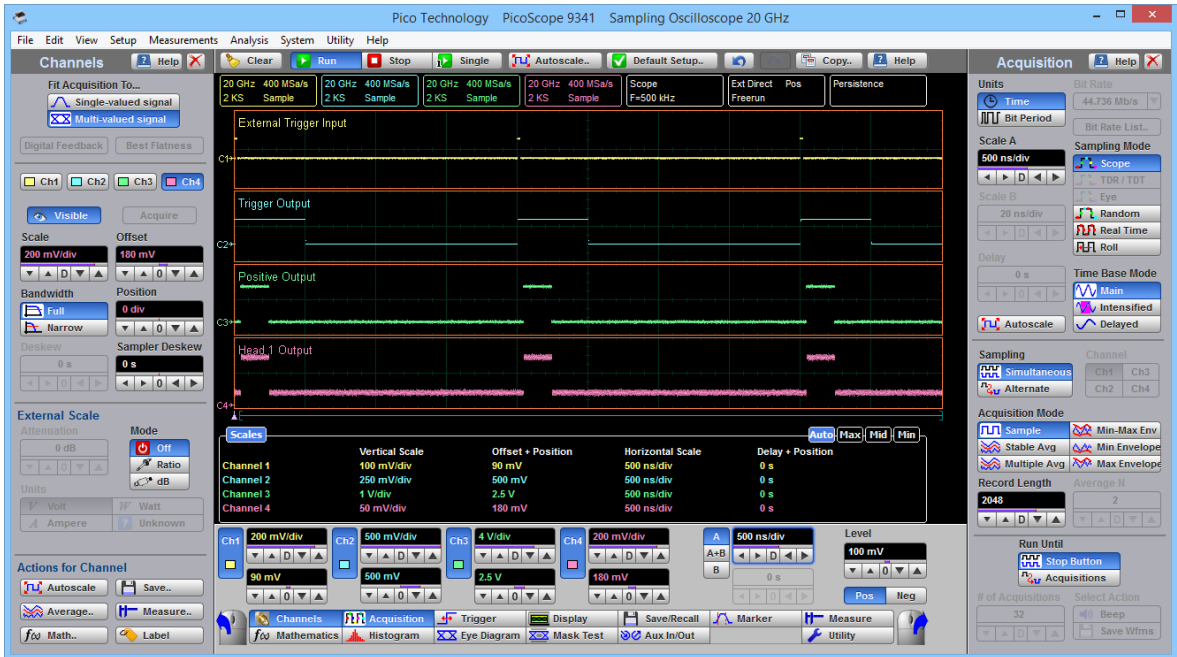 Pico Technology PicoScope 9341 Sampling Oscilloscope 20 GHz
File Edit View Setup Measurements Analysis System Utility Help
Channels Help
Fit Acquisition To...
Single-valued signal
Multi-valued signal
Digital Feedback Best Flatness
Ch1 Ch2 Ch3 Ch4
Visible Acquire
Scale Offset
200 mV/div 180 mV
D 0
Bandwidth Position
Full 0 div
Narrow 0
Deskew Sampler Deskew
0 s 0 s
0 0
External Scale
Attenuation Mode
0 dB Off
D Ratio
dB
Units
V Volt W Watt
A Ampere ? Unknown
Actions for Channel
Autoscale Save..
Average.. Measure..
f(x) Math.. Label
Clear Run Stop Single Autoscale.. Default Setup.. Copy.. Help
20 GHz 400 MSa/s
2 KS Sample
20 GHz 400 MSa/s
2 KS Sample
20 GHz 400 MSa/s
2 KS Sample
20 GHz 400 MSa/s
2 KS Sample
Scope
F=500 kHz
Ext Direct Pos
Freerun
Persistence
External Trigger Input
C1
Trigger Output
C2
Positive Output
C3
Head 1 Output
C4
Scales Auto Max Mid Min
Vertical Scale Offset + Position Horizontal Scale Delay + Position
Channel 1 100 mV/div 90 mV 500 ns/div 0 s
Channel 2 250 mV/div 500 mV 500 ns/div 0 s
Channel 3 1 V/div 2.5 V 500 ns/div 0 s
Channel 4 50 mV/div 180 mV 500 ns/div 0 s
Ch1 200 mV/div Ch2 500 mV/div Ch3 4 V/div Ch4 200 mV/div A 500 ns/div Level
D D D D A+B D 100 mV
90 mV 500 mV 2.5 V 180 mV B 0 s 0
0 0 0 0 0 Pos Neg
Channels Acquisition Trigger Display Save/Recall Marker Measure
f(x) Mathematics Histogram Eye Diagram Mask Test Aux In/Out Utility
Acquisition Help
Units Bit Rate
Time 44.736 Mb/s
Bit Period Bit Rate List..
Scale A Sampling Mode
500 ns/div Scope
D TDR / TDT
Scale B Eye
20 ns/div Random
D Real Time
Roll
Delay
0 s Time Base Mode
0 Main
Intensified
Autoscale Delayed
Sampling Channel
Simultaneous Ch1 Ch3
Alternate Ch2 Ch4
Acquisition Mode
Sample Min-Max Env
Stable Avg Min Envelope
Multiple Avg Max Envelope
Record Length Average N
2048 2
D D
Run Until
Stop Button
Acquisitions
# of Acquisitions Select Action
32 Beep
D Save Wfms